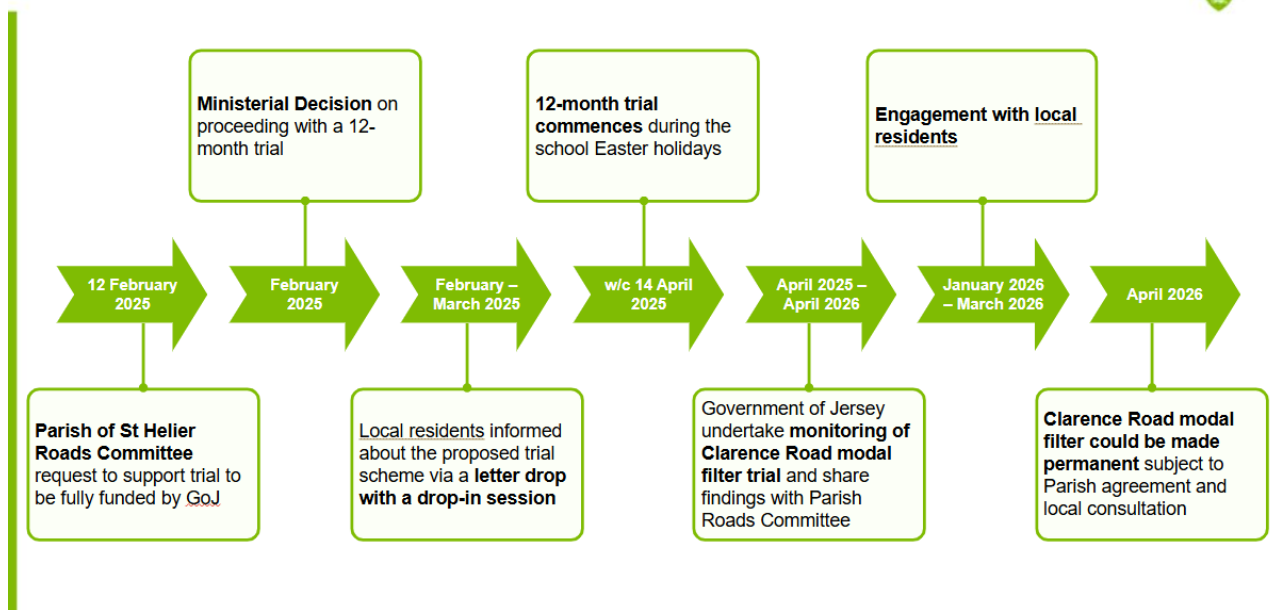 Ministerial Decision on
proceeding with a 12-
month trial
12-month trial
commences during the
school Easter holidays
Engagement with local
residents
12 February
2025
February
2025
February –
March 2025
w/c 14 April
2025
April 2025 –
April 2026
January 2026
– March 2026
April 2026
Parish of St Helier
Roads Committee
request to support trial to
be fully funded by GoJ
Local residents informed
about the proposed trial
scheme via a letter drop
with a drop-in session
Government of Jersey
undertake monitoring of
Clarence Road modal
filter trial and share
findings with Parish
Roads Committee
Clarence Road modal
filter could be made
permanent subject to
Parish agreement and
local consultation